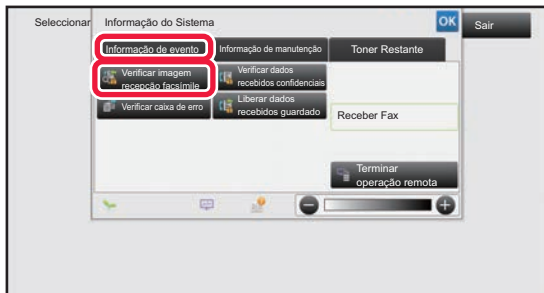 Seleccionar
Informação do Sistema
OK
Sair
Informação de evento
Informação de manutenção
Toner Restante
Verificar imagem
recepção facsímile
Verificar dados
recebidos confidenciais
Verificar caixa de erro
Liberar dados
recebidos guardado
Receber Fax
Terminar
operação remota